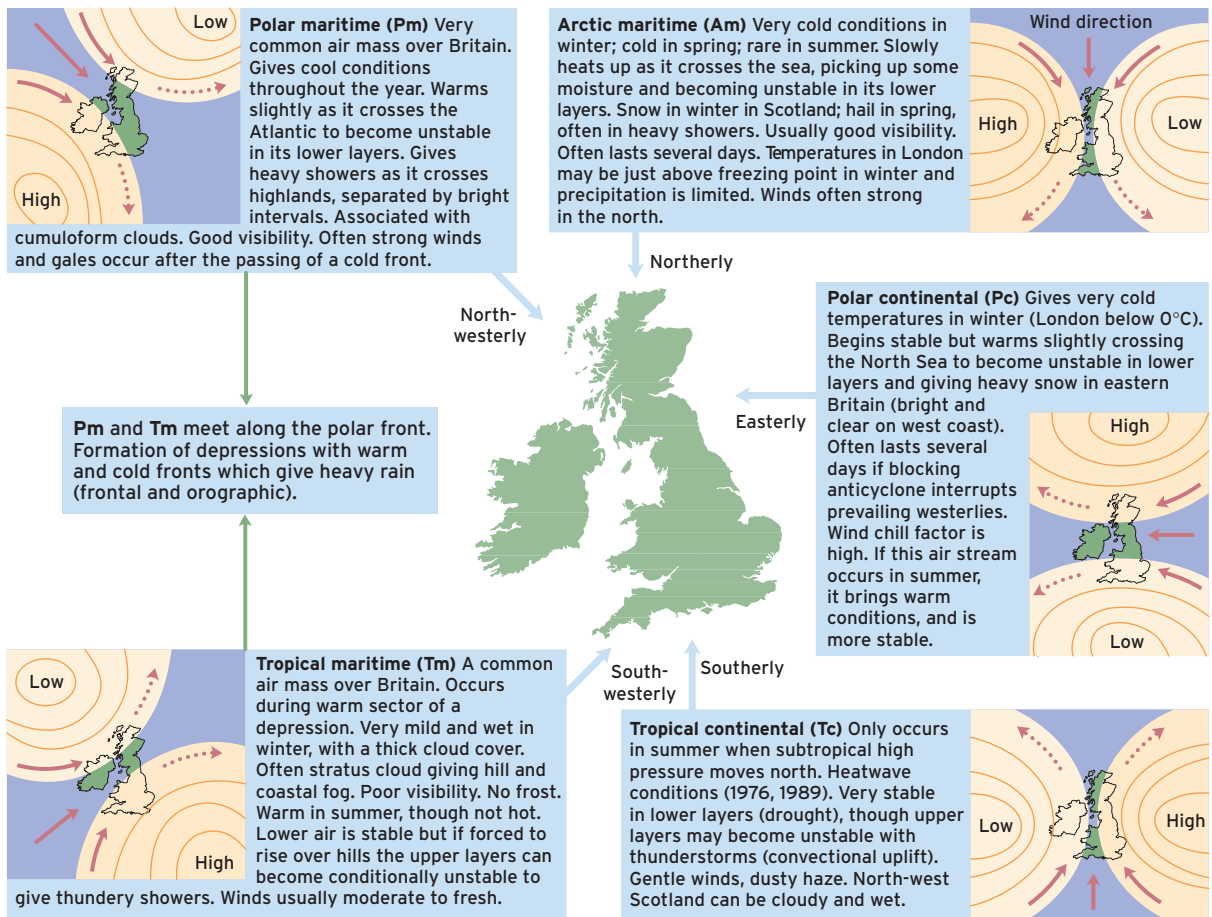 Low
High
Polar maritime (Pm) Very
common air mass over Britain.
Gives cool conditions
throughout the year. Warms
slightly as it crosses the
Atlantic to become unstable
in its lower layers. Gives
heavy showers as it crosses
highlands, separated by bright
intervals. Associated with
cumuloform clouds. Good visibility. Often strong winds
and gales occur after the passing of a cold front.
Arctic maritime (Am) Very cold conditions in
winter; cold in spring; rare in summer. Slowly
heats up as it crosses the sea, picking up some
moisture and becoming unstable in its lower
layers. Snow in winter in Scotland; hail in spring,
often in heavy showers. Usually good visibility.
Often lasts several days. Temperatures in London
may be just above freezing point in winter and
precipitation is limited. Winds often strong
in the north.
Wind direction
High
Low
Northerly
North-
westerly
Polar continental (Pc) Gives very cold
temperatures in winter (London below 0°C).
Begins stable but warms slightly crossing
the North Sea to become unstable in lower
layers and giving heavy snow in eastern
Britain (bright and
clear on west coast).
Often lasts several
days if blocking
anticyclone interrupts
prevailing westerlies.
Wind chill factor is
high. If this air stream
occurs in summer,
it brings warm
conditions, and is
more stable.
High
Low
Easterly
Pm and Tm meet along the polar front.
Formation of depressions with warm
and cold fronts which give heavy rain
(frontal and orographic).
Low
High
Tropical maritime (Tm) A common
air mass over Britain. Occurs
during warm sector of a
depression. Very mild and wet in
winter, with a thick cloud cover.
Often stratus cloud giving hill and
coastal fog. Poor visibility. No frost.
Warm in summer, though not hot.
Lower air is stable but if forced to
rise over hills the upper layers can
become conditionally unstable to
give thundery showers. Winds usually moderate to fresh.
South-
westerly
Southerly
Tropical continental (Tc) Only occurs
in summer when subtropical high
pressure moves north. Heatwave
conditions (1976, 1989). Very stable
in lower layers (drought), though upper
layers may become unstable with
thunderstorms (convectional uplift).
Gentle winds, dusty haze. North-west
Scotland can be cloudy and wet.
Low
High